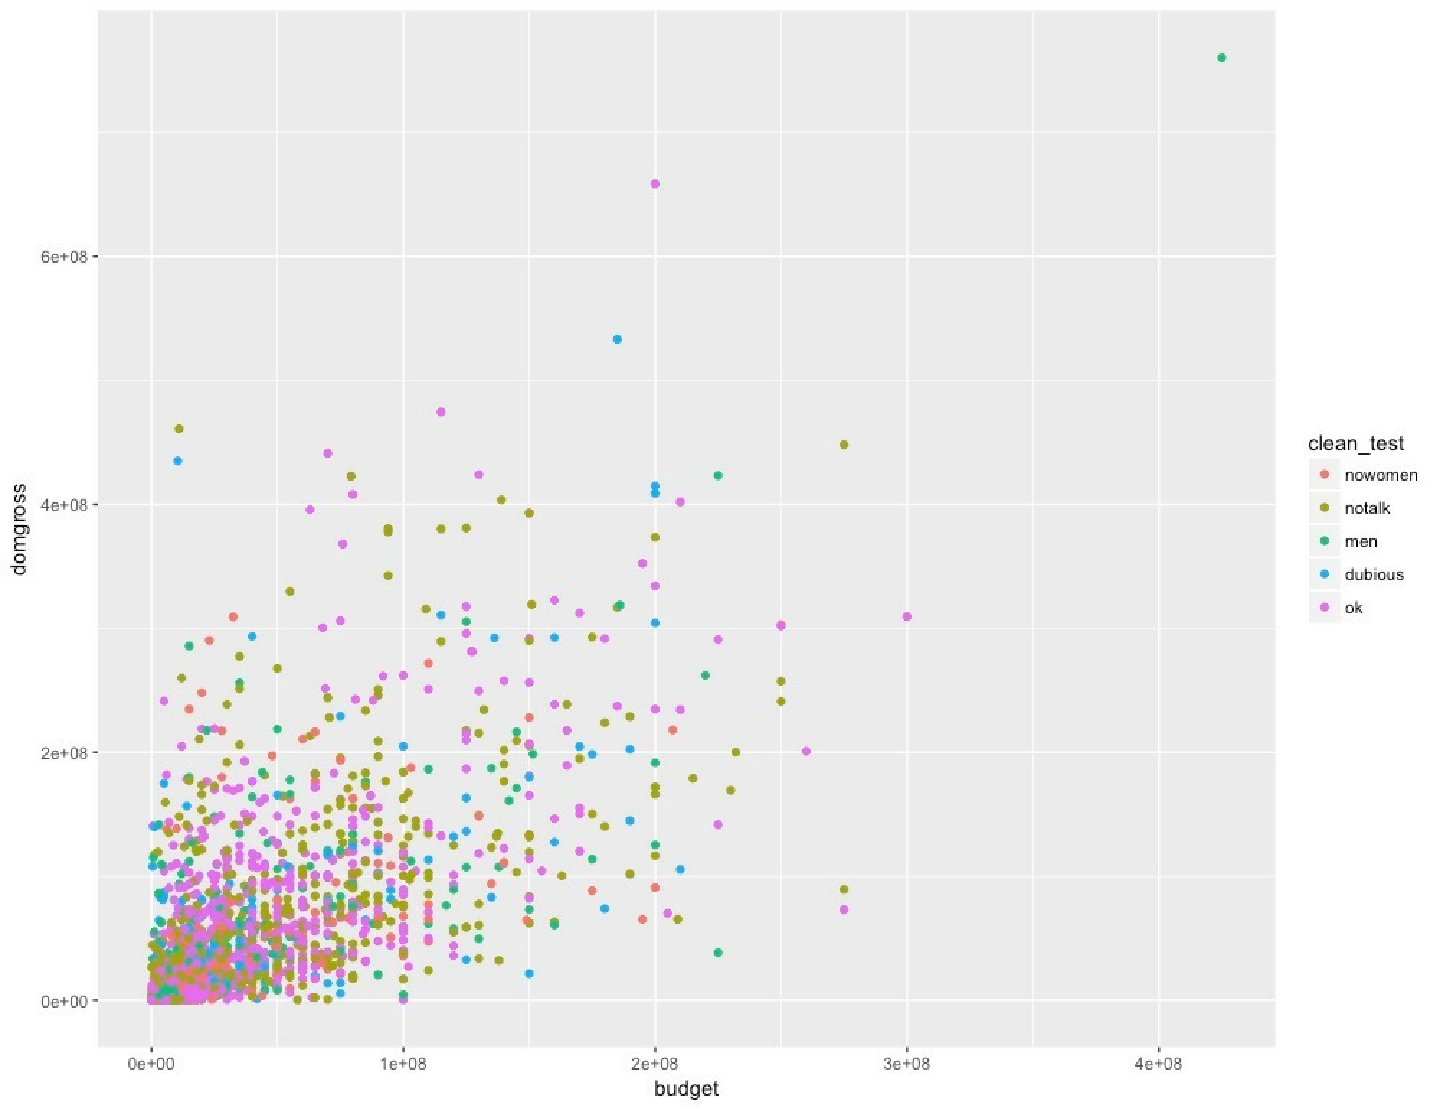 6e+08
4e+08
2e+08
0e+00
domgross
0e+00 1e+08 2e+08 3e+08 4e+08
budget
clean_test
nowomen
notalk
men
dubious
ok